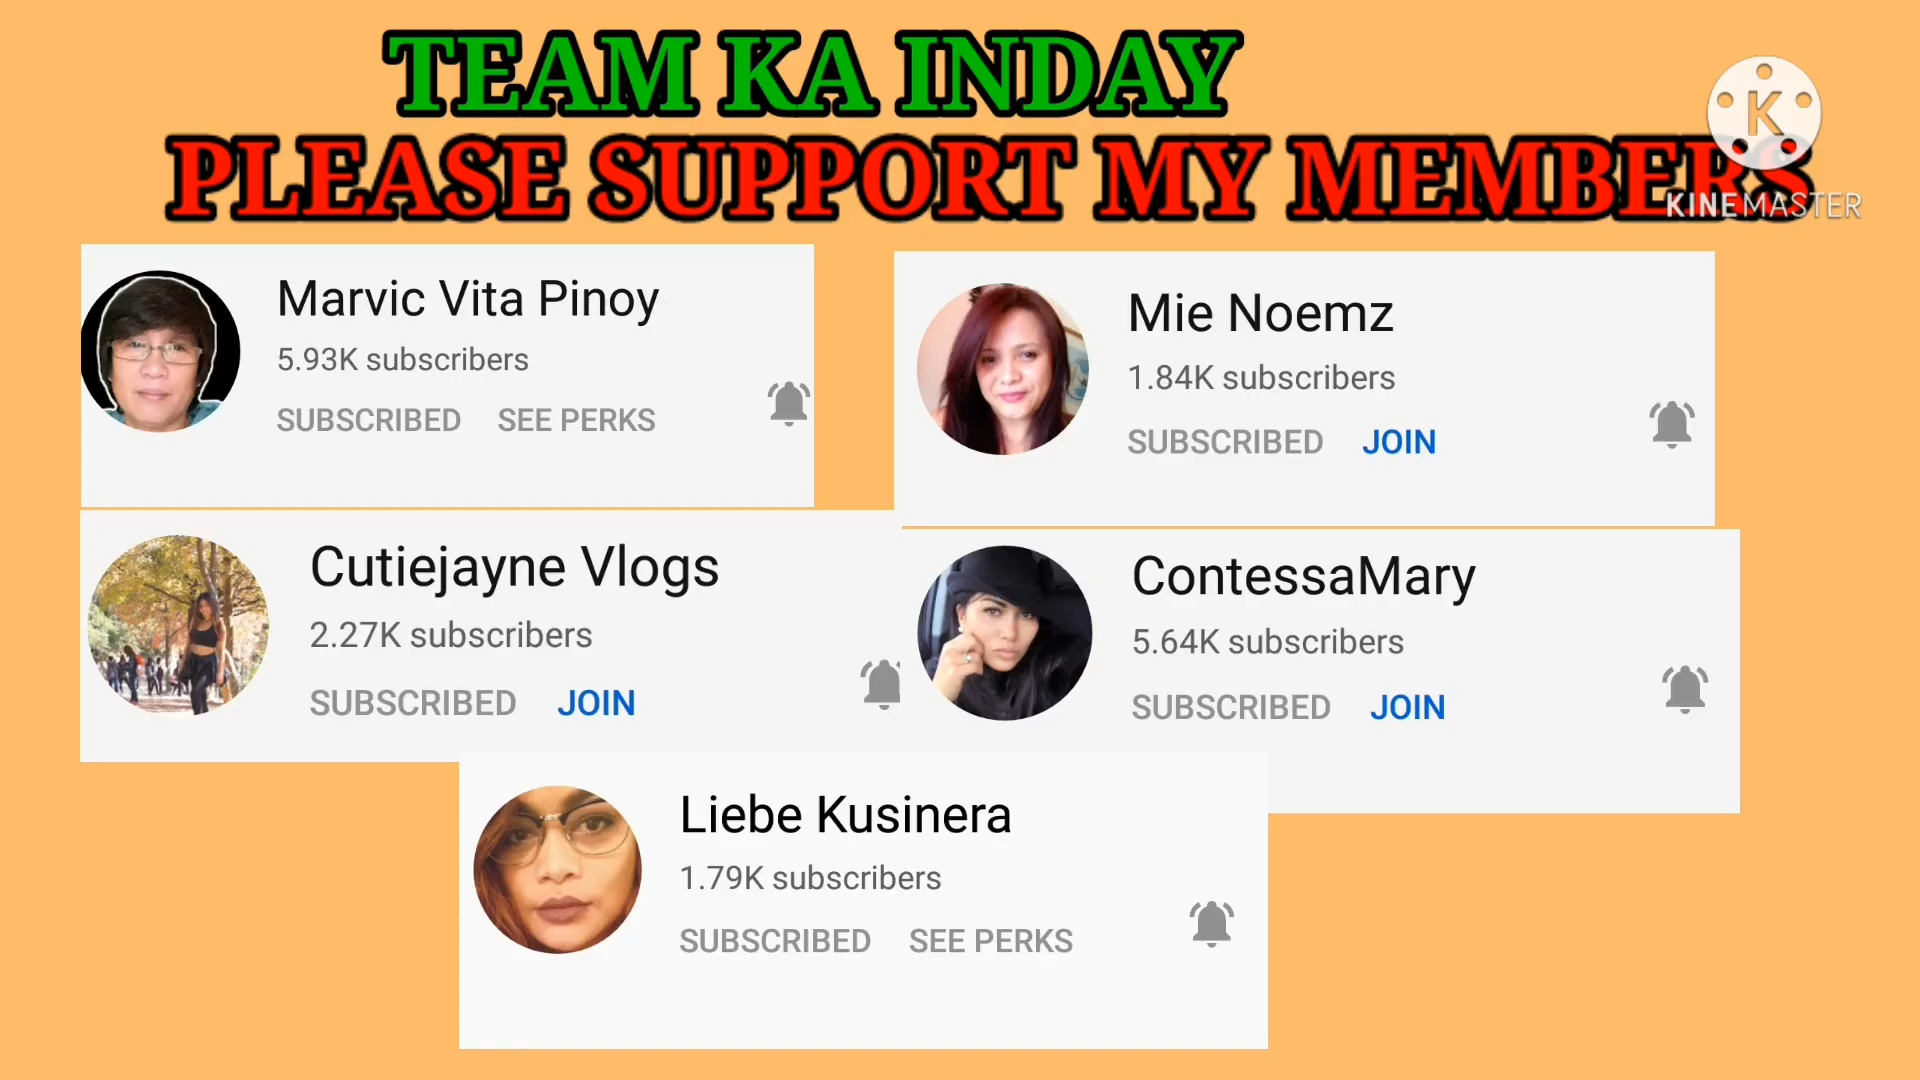 TEAM KA INDAY
PLEASE SUPPORT MY MEMBERS
K
KINEMASTER
Marvic Vita Pinoy
5.93K subscribers
SUBSCRIBED SEE PERKS
Mie Noemz
1.84K subscribers
SUBSCRIBED JOIN
Cutiejayne Vlogs
2.27K subscribers
SUBSCRIBED JOIN
ContessaMary
5.64K subscribers
SUBSCRIBED JOIN
Liebe Kusinera
1.79K subscribers
SUBSCRIBED SEE PERKS